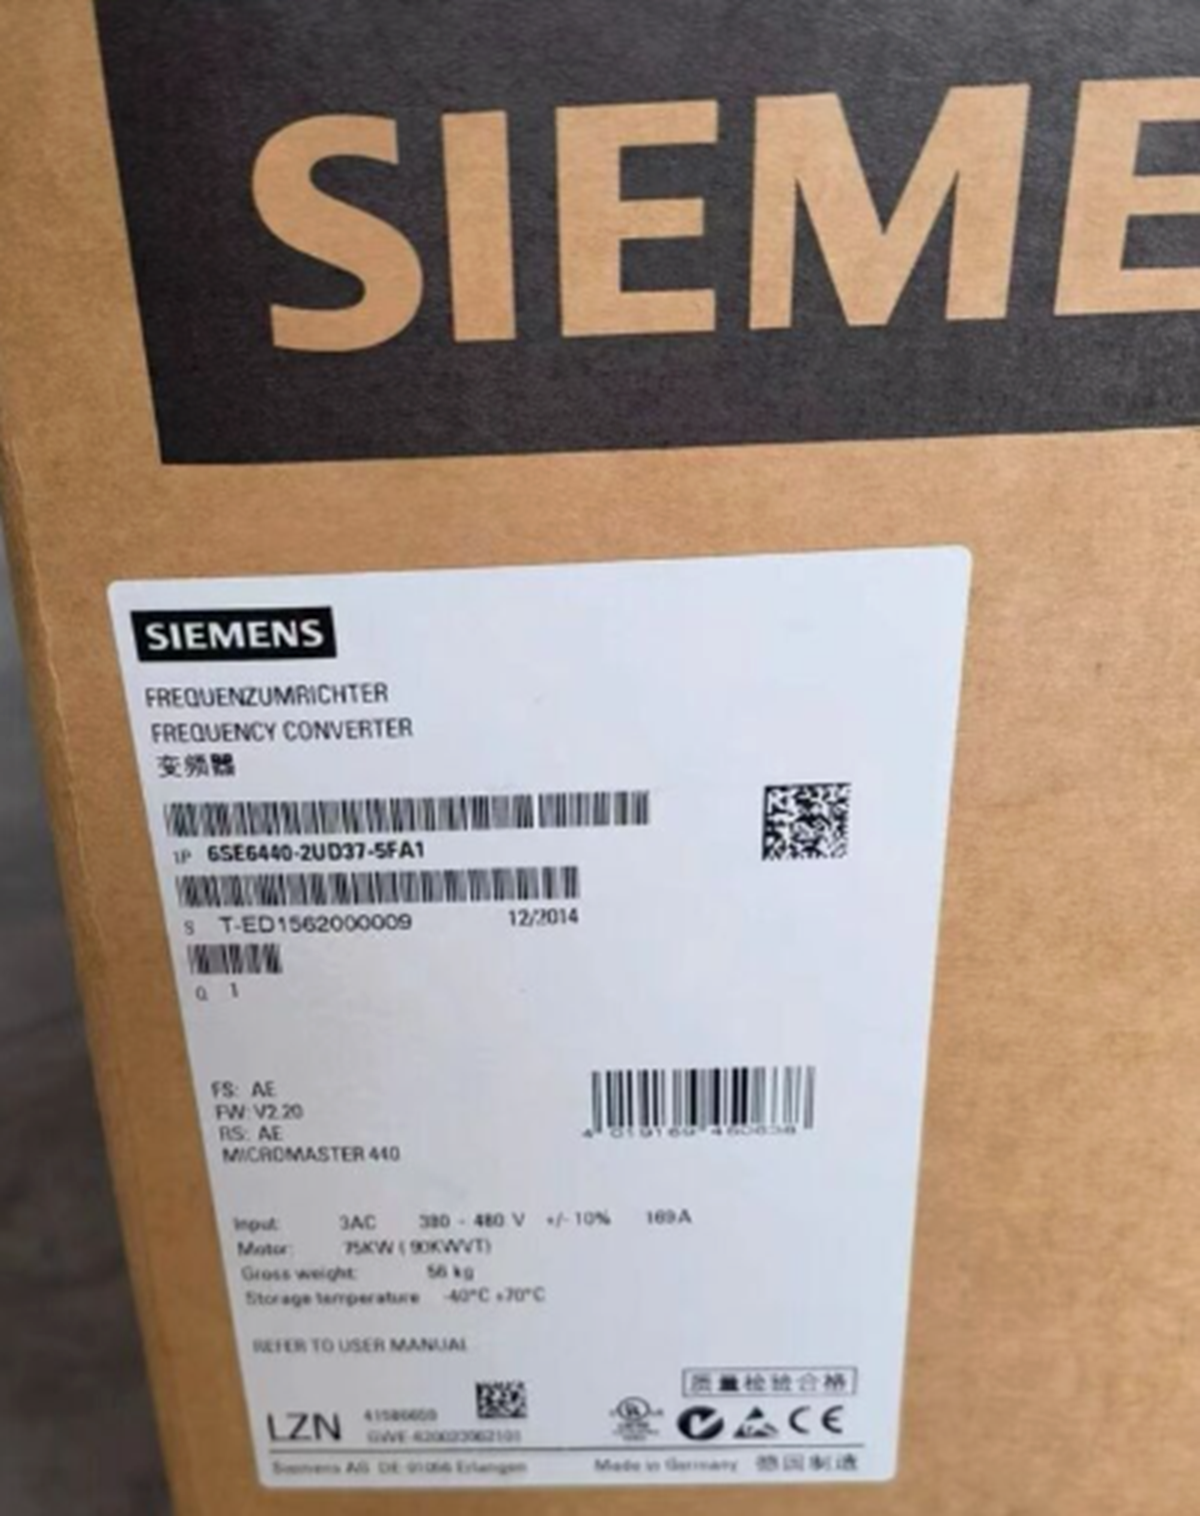 SIEME
SIEMENS
FREQUENZUMRICHTER
FREQUENCY CONVERTER
变频器
1P 6SE6440-2UD37-5FA1
S T-ED1562000009 12/2014
Q 1
FS: AE
FW: V2.20
RS: AE
MICROMASTER 440
Input: 3AC 380 - 480 V +/- 10% 169A
Motor: 75KW ( 90KWVT)
Gross weight: 56 kg
Storage temperature -40°C +70°C
REFER TO USER MANUAL
质量检验合格
LZN
UL
CE
Siemens AG DE-91056 Erlangen Made in Germany 德国制造